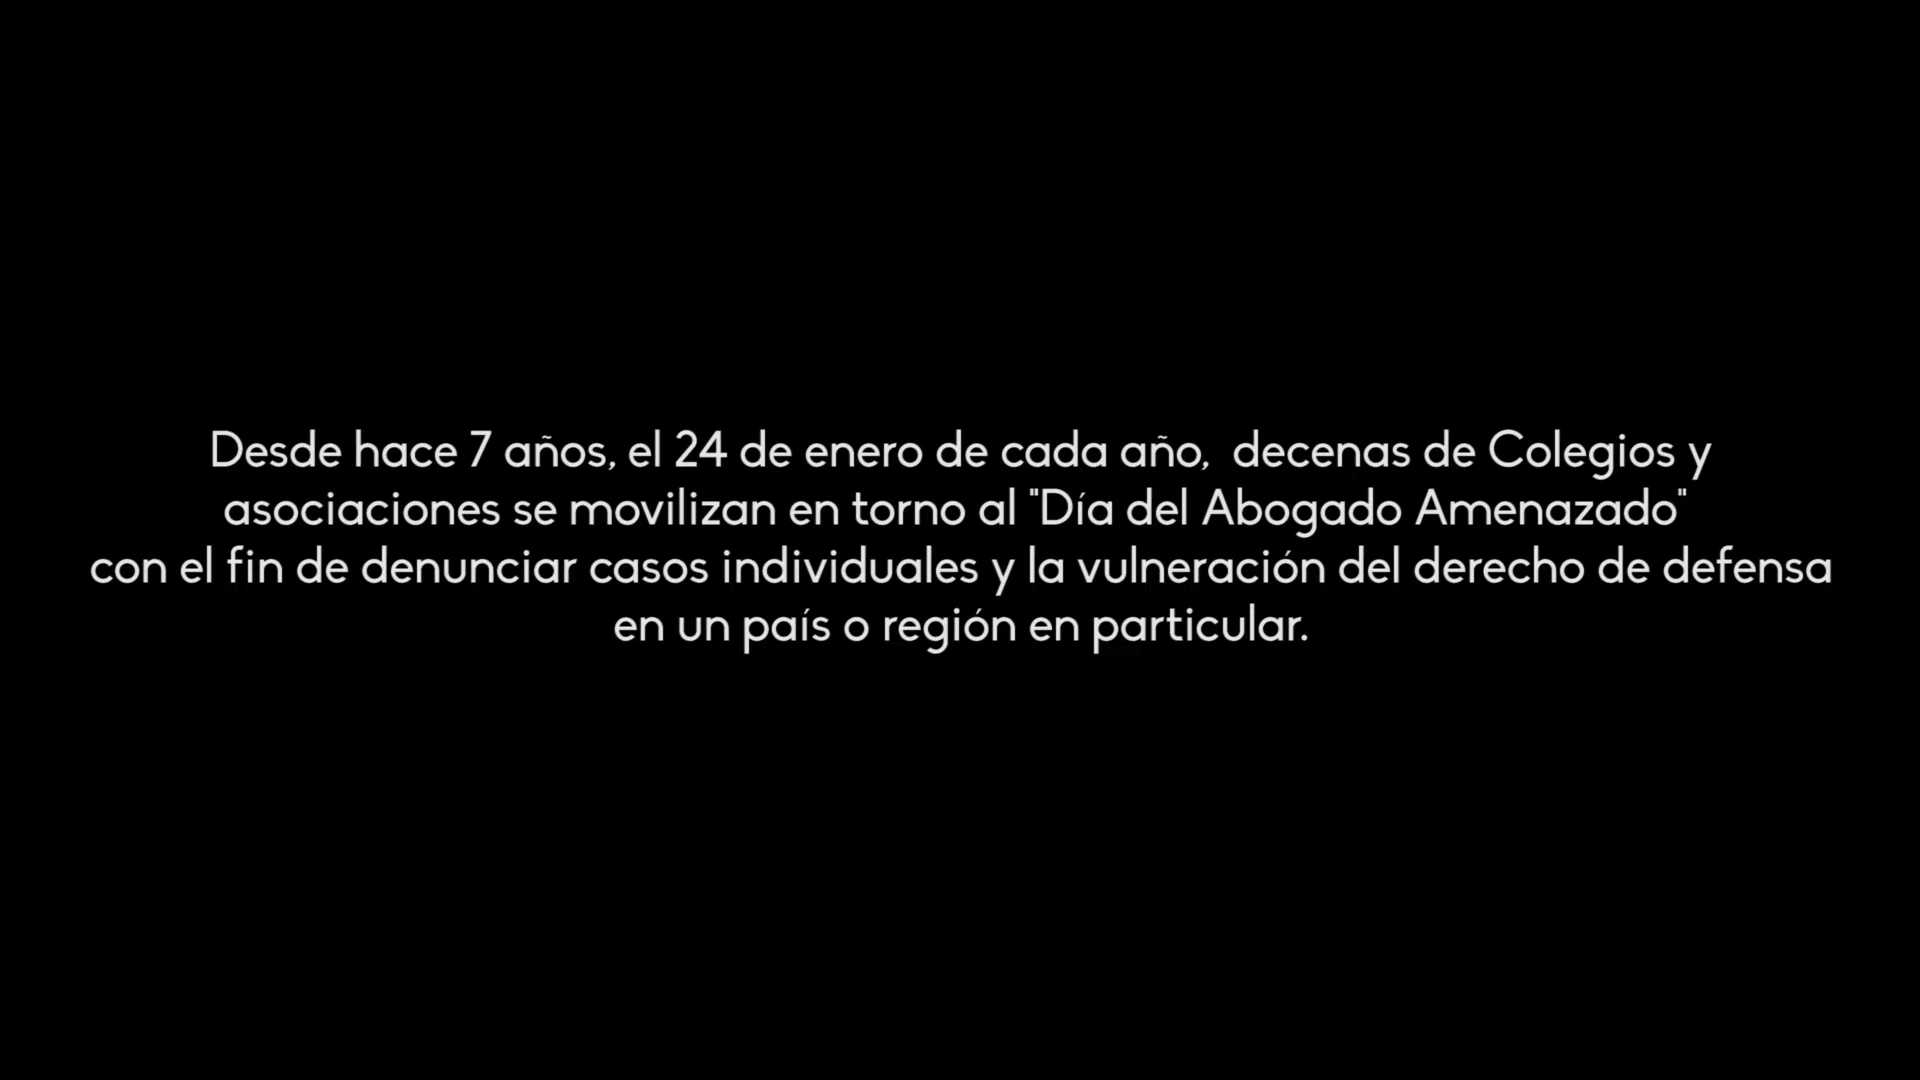 Desde hace 7 años, el 24 de enero de cada año,  decenas de Colegios y
asociaciones se movilizan en torno al "Día del Abogado Amenazado"
con el fin de denunciar casos individuales y la vulneración del derecho de defensa
en un país o región en particular.